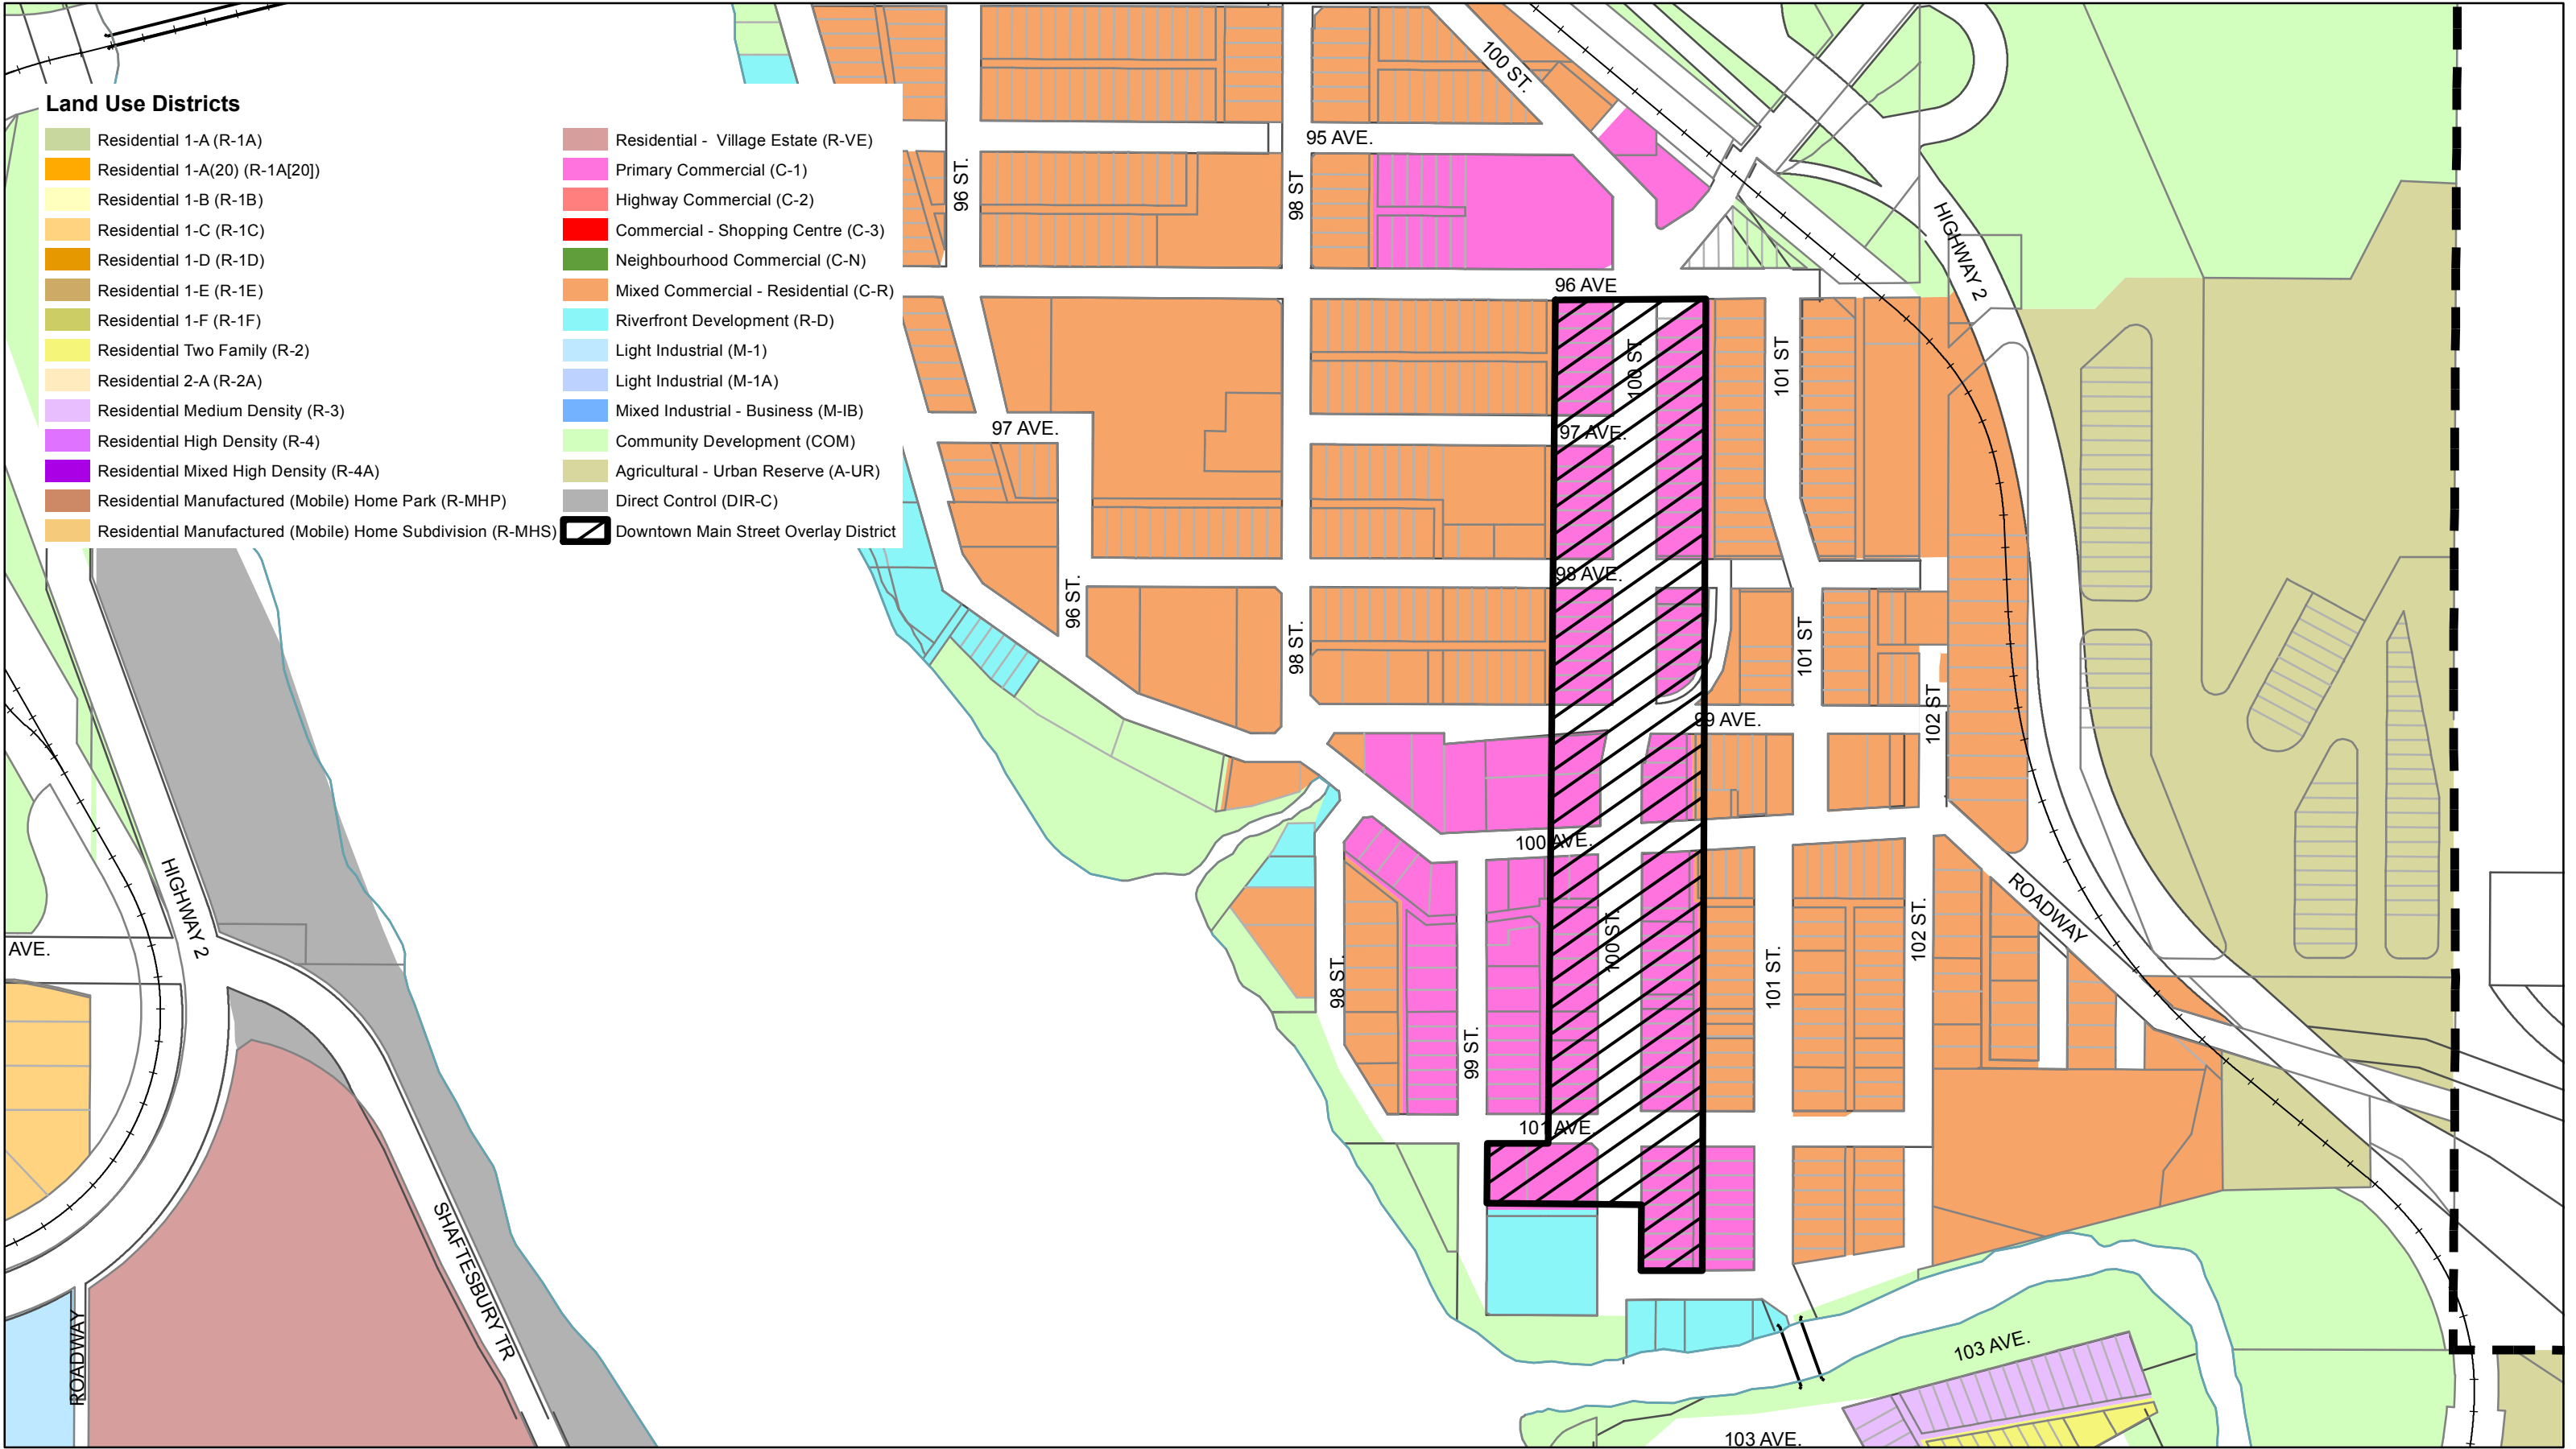 Land Use Districts
Residential 1-A (R-1A)
Residential 1-A(20) (R-1A[20])
Residential 1-B (R-1B)
Residential 1-C (R-1C)
Residential 1-D (R-1D)
Residential 1-E (R-1E)
Residential 1-F (R-1F)
Residential Two Family (R-2)
Residential 2-A (R-2A)
Residential Medium Density (R-3)
Residential High Density (R-4)
Residential Mixed High Density (R-4A)
Residential Manufactured (Mobile) Home Park (R-MHP)
Residential Manufactured (Mobile) Home Subdivision (R-MHS)
Residential - Village Estate (R-VE)
Primary Commercial (C-1)
Highway Commercial (C-2)
Commercial - Shopping Centre (C-3)
Neighbourhood Commercial (C-N)
Mixed Commercial - Residential (C-R)
Riverfront Development (R-D)
Light Industrial (M-1)
Light Industrial (M-1A)
Mixed Industrial - Business (M-IB)
Community Development (COM)
Agricultural - Urban Reserve (A-UR)
Direct Control (DIR-C)
Downtown Main Street Overlay District
100 ST.
95 AVE.
96 ST.
98 ST
HIGHWAY 2
96 AVE
100 ST.
101 ST
97 AVE.
97 AVE.
98 AVE.
96 ST.
98 ST.
101 ST
102 ST
99 AVE.
100 AVE.
HIGHWAY 2
AVE.
ROADWAY
98 ST.
99 ST.
100 ST.
101 ST.
102 ST.
101 AVE.
SHAFTESBURY TR
ROADWAY
103 AVE.
103 AVE.